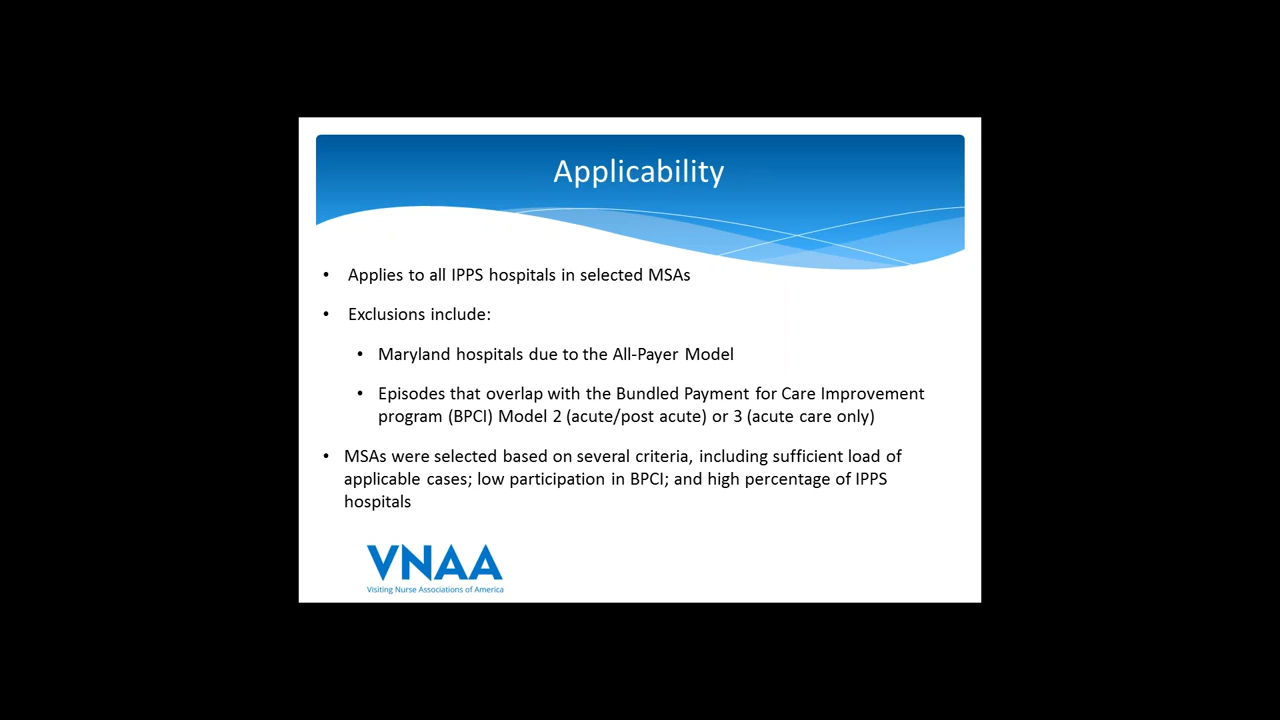 Applicability
• Applies to all IPPS hospitals in selected MSAs
• Exclusions include:
• Maryland hospitals due to the All-Payer Model
• Episodes that overlap with the Bundled Payment for Care Improvement
program (BPCI) Model 2 (acute/post acute) or 3 (acute care only)
• MSAs were selected based on several criteria, including sufficient load of
applicable cases; low participation in BPCI; and high percentage of IPPS
hospitals
VNAA
Visiting Nurse Associations of America